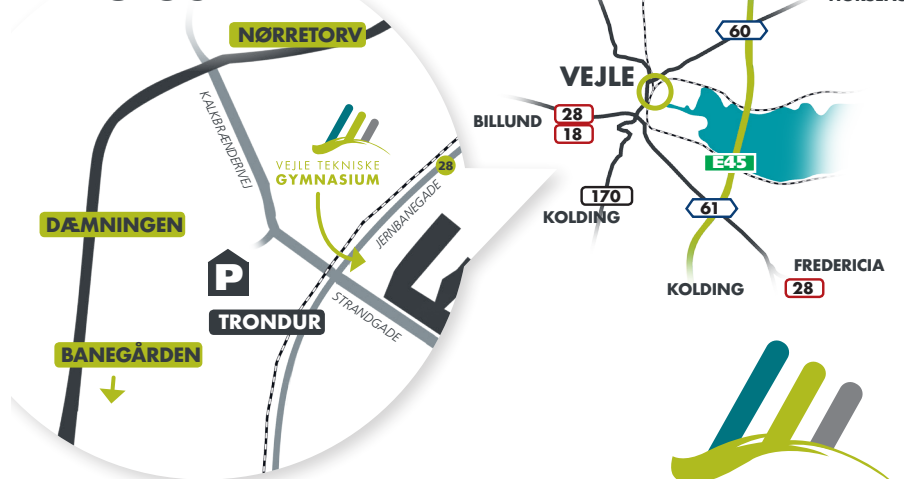 NØRRETORV
KALKBRÆNDERIVEJ
VEJLE TEKNISKE
GYMNASIUM
28
JERNBANEGADE
DÆMNINGEN
P
TRONDUR
STRANDGADE
BANEGÅRDEN
60
VEJLE
BILLUND
28
18
E45
170
KOLDING
61
FREDERICIA
28
KOLDING